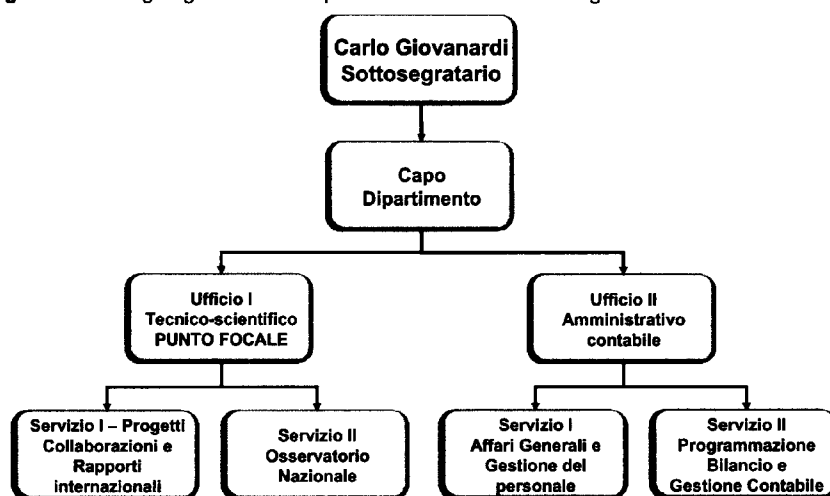 Carlo Giovanardi
Sottosegratario
Capo
Dipartimento
Ufficio I
Tecnico-scientifico
PUNTO FOCALE
Ufficio II
Amministrativo
contabile
Servizio I – Progetti
Collaborazioni e
Rapporti
internazionali
Servizio II
Osservatorio
Nazionale
Servizio I
Affari Generali e
Gestione del
personale
Servizio II
Programmazione
Bilancio e
Gestione Contabile